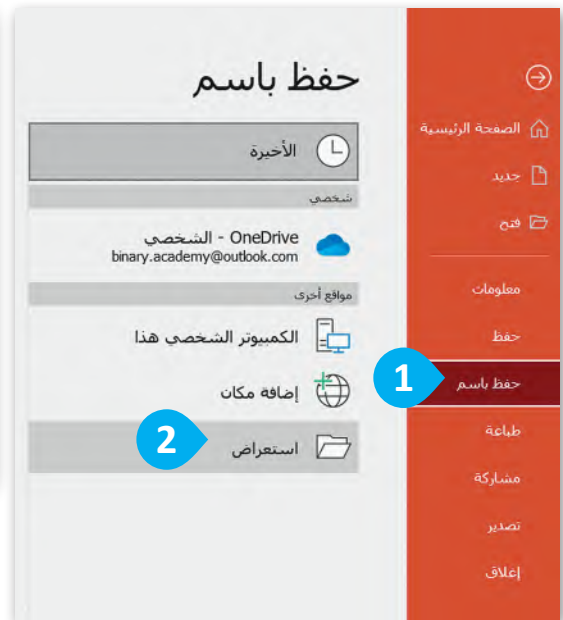 الصفحة الرئيسية
جديد
فتح
معلومات
حفظ
حفظ باسم
1
طباعة
مشاركة
تصدير
إغلاق
حفظ باسم
الأخيرة
شخصي
OneDrive - الشخصي
binary.academy@outlook.com
مواقع أخرى
الكمبيوتر الشخصي هذا
إضافة مكان
استعراض
2